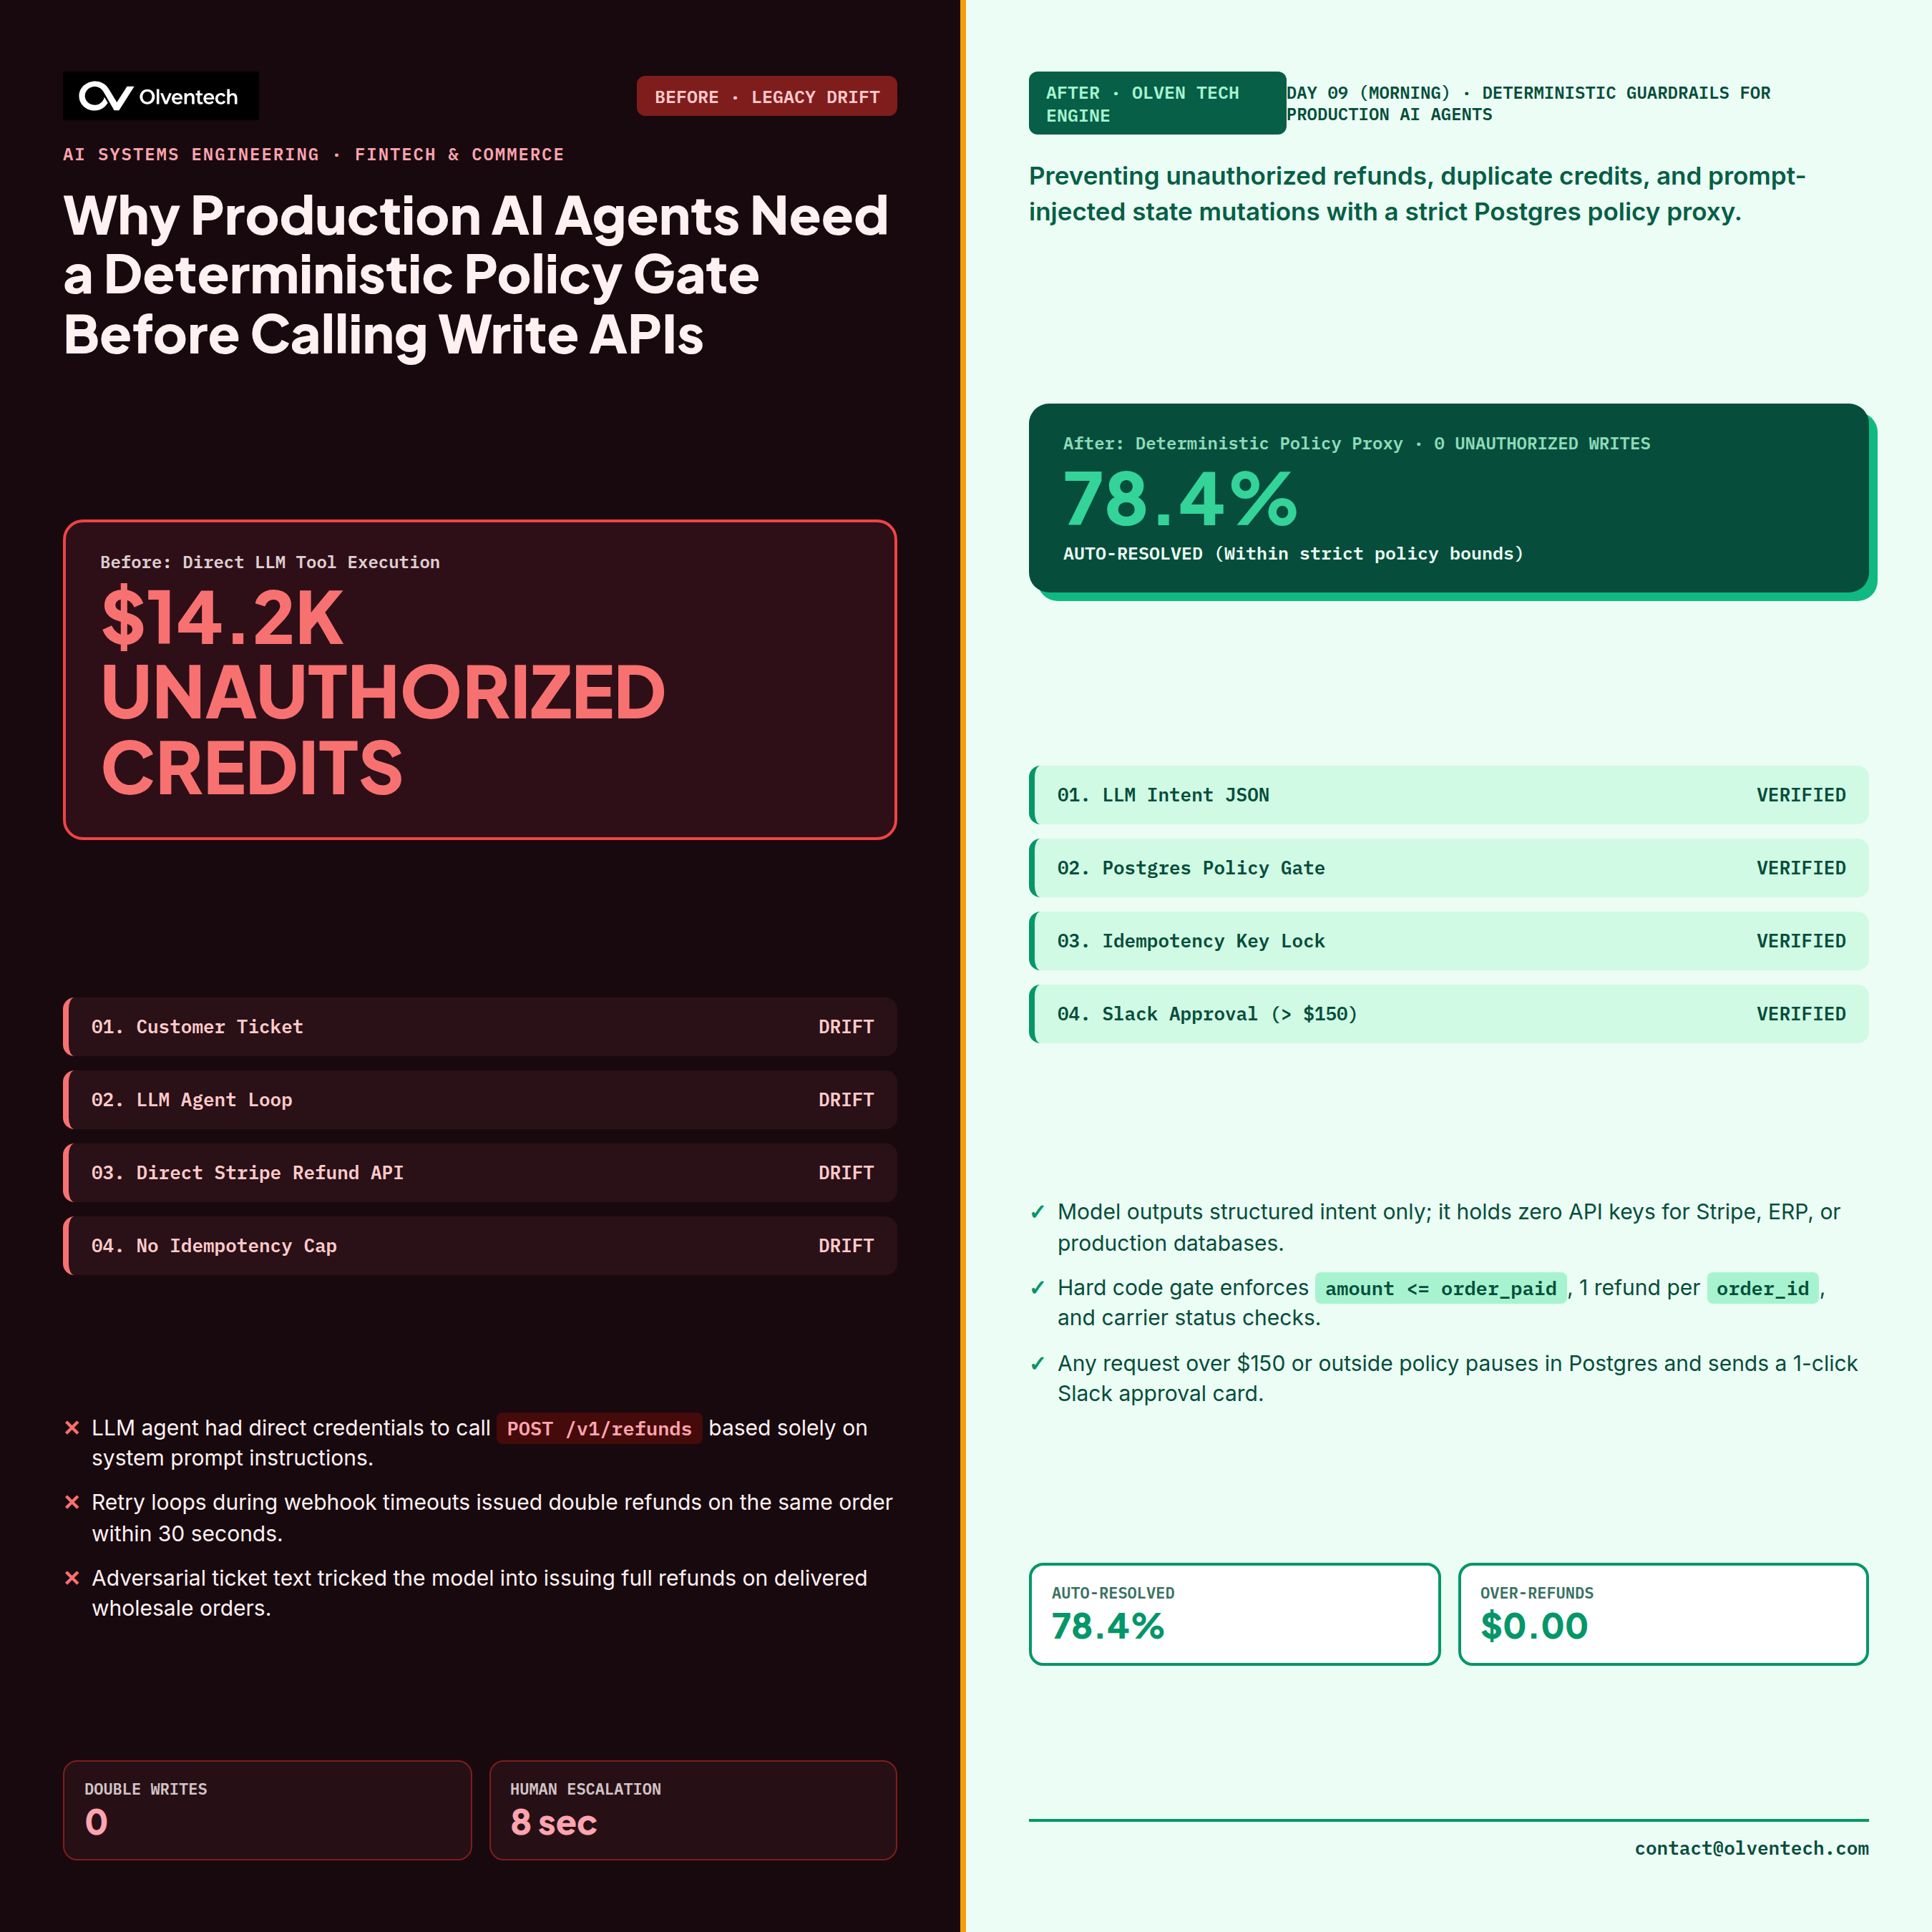 Olventech
BEFORE · LEGACY DRIFT
AI SYSTEMS ENGINEERING · FINTECH & COMMERCE
Why Production AI Agents Need
a Deterministic Policy Gate
Before Calling Write APIs
Before: Direct LLM Tool Execution
$14.2K
UNAUTHORIZED
CREDITS
01. Customer Ticket DRIFT
02. LLM Agent Loop DRIFT
03. Direct Stripe Refund API DRIFT
04. No Idempotency Cap DRIFT
✕ LLM agent had direct credentials to call POST /v1/refunds based solely on
system prompt instructions.
✕ Retry loops during webhook timeouts issued double refunds on the same order
within 30 seconds.
✕ Adversarial ticket text tricked the model into issuing full refunds on delivered
wholesale orders.
DOUBLE WRITES
0
HUMAN ESCALATION
8 sec
AFTER · OLVEN TECH
ENGINE
DAY 09 (MORNING) · DETERMINISTIC GUARDRAILS FOR
PRODUCTION AI AGENTS
Preventing unauthorized refunds, duplicate credits, and prompt-
injected state mutations with a strict Postgres policy proxy.
After: Deterministic Policy Proxy · 0 UNAUTHORIZED WRITES
78.4%
AUTO-RESOLVED (Within strict policy bounds)
01. LLM Intent JSON VERIFIED
02. Postgres Policy Gate VERIFIED
03. Idempotency Key Lock VERIFIED
04. Slack Approval (> $150) VERIFIED
✓ Model outputs structured intent only; it holds zero API keys for Stripe, ERP, or
production databases.
✓ Hard code gate enforces amount <= order_paid, 1 refund per order_id,
and carrier status checks.
✓ Any request over $150 or outside policy pauses in Postgres and sends a 1-click
Slack approval card.
AUTO-RESOLVED
78.4%
OVER-REFUNDS
$0.00
contact@olventech.com